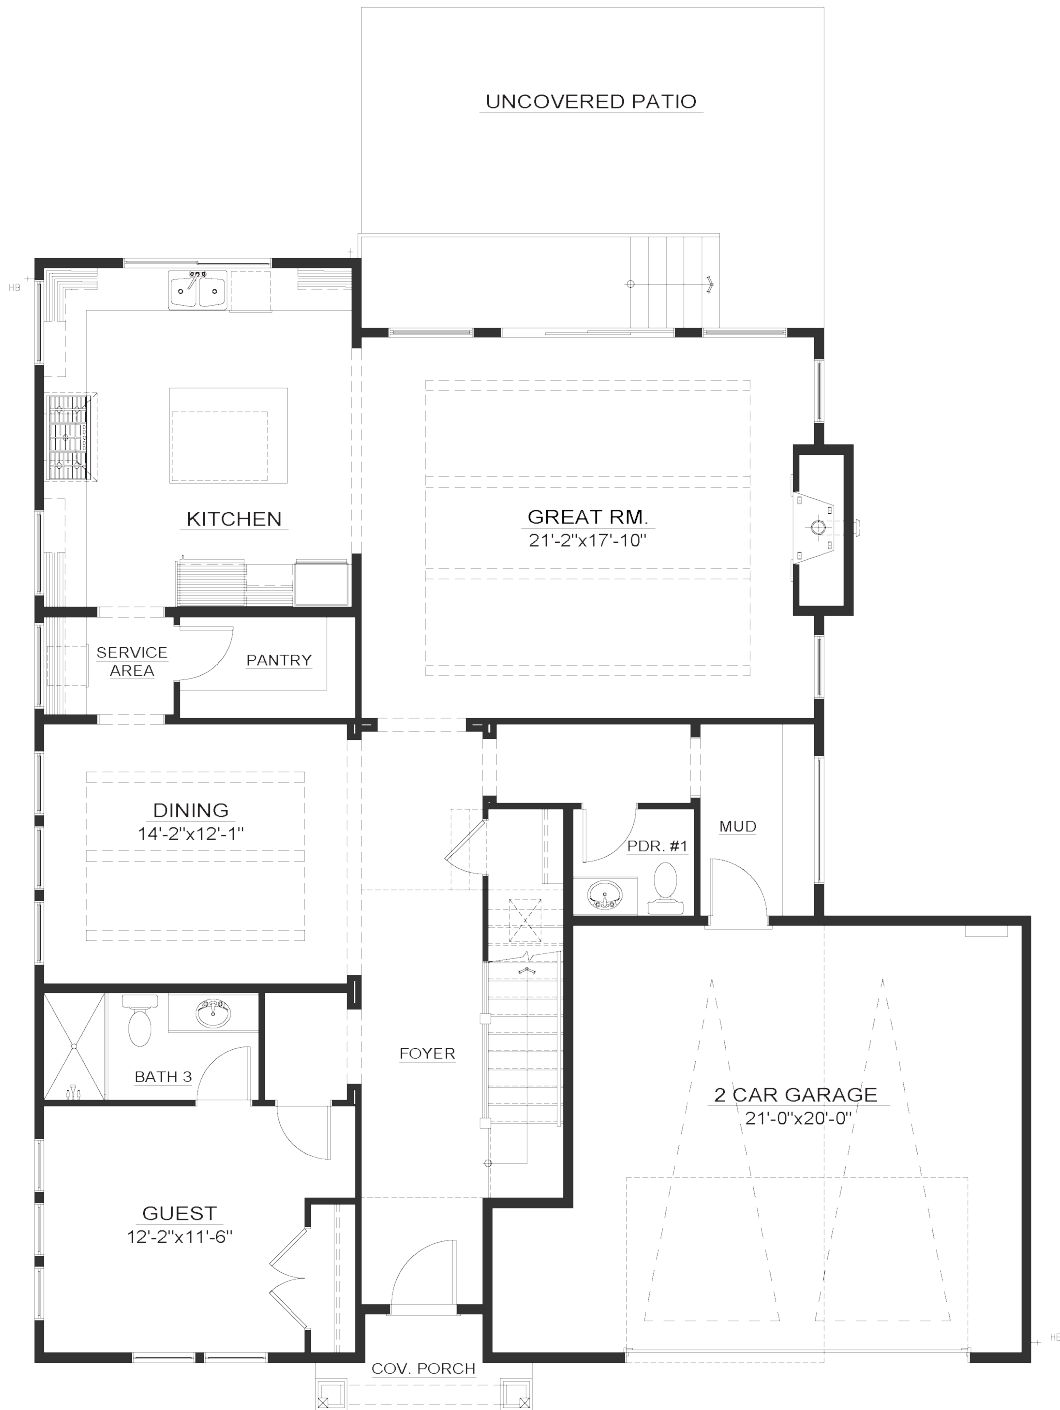 UNCOVERED PATIO
HB
KITCHEN
GREAT RM.
21'-2"x17'-10"
SERVICE
AREA
PANTRY
DINING
14'-2"x12'-1"
MUD
PDR. #1
FOYER
BATH 3
2 CAR GARAGE
21'-0"x20'-0"
GUEST
12'-2"x11'-6"
COV. PORCH